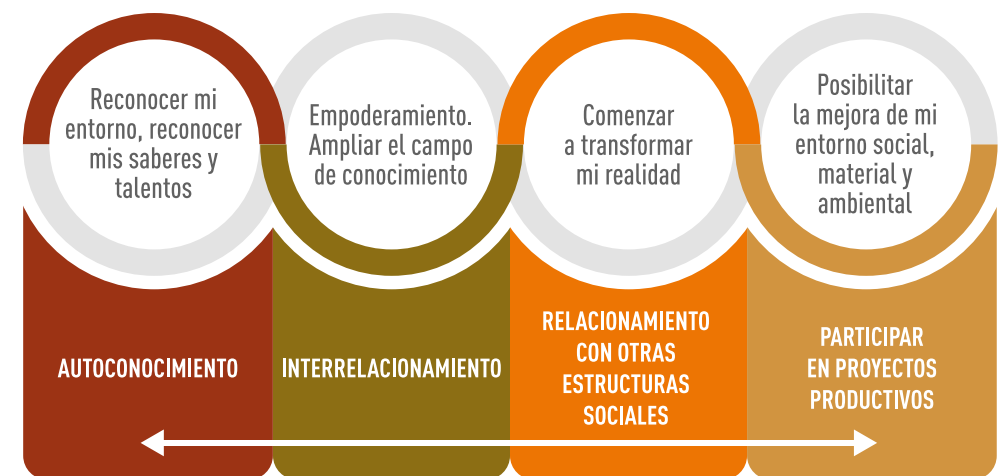 Reconocer mi
entorno, reconocer
mis saberes y
talentos
Empoderamiento.
Ampliar el campo
de conocimiento
Comenzar
a transformar
mi realidad
Posibilitar
la mejora de mi
entorno social,
material y
ambiental
AUTOCONOCIMIENTO
INTERRELACIONAMIENTO
RELACIONAMIENTO
CON OTRAS
ESTRUCTURAS
SOCIALES
PARTICIPAR
EN PROYECTOS
PRODUCTIVOS